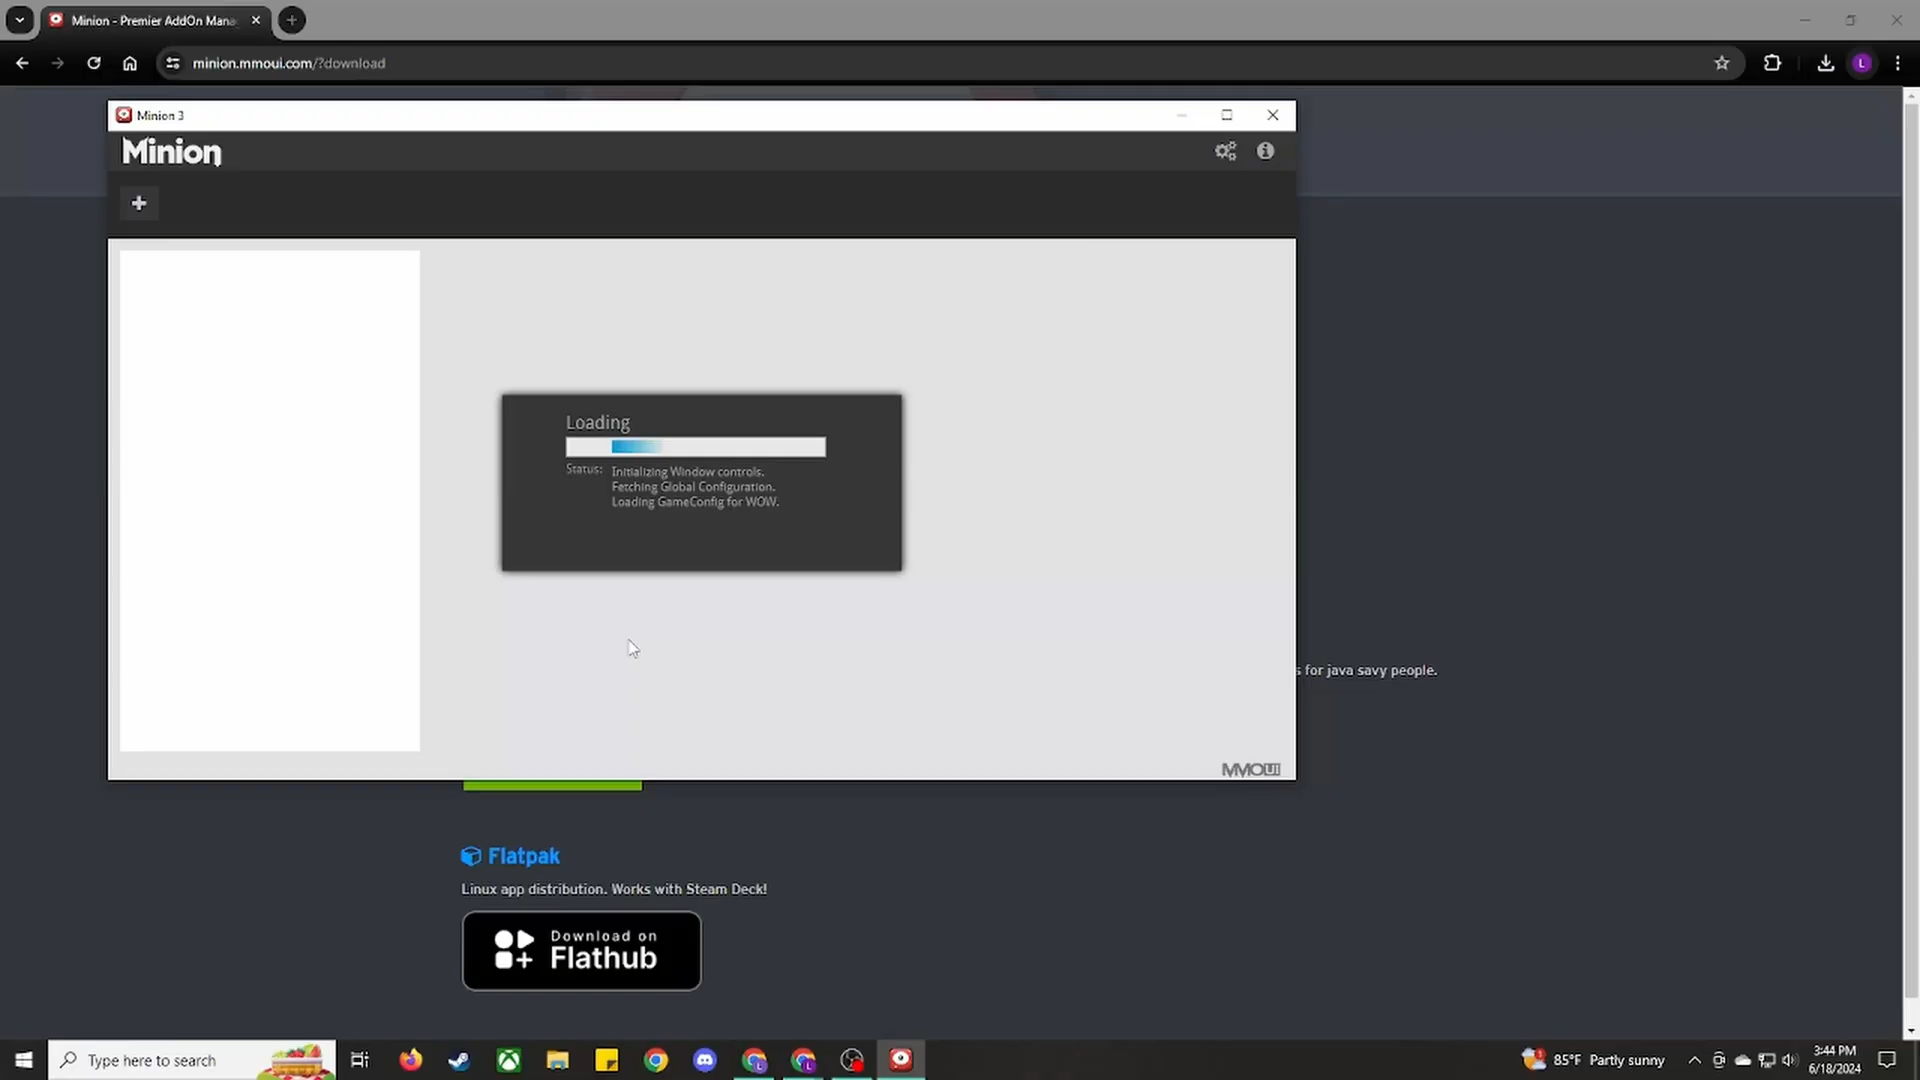 Minion - Premier AddOn Mana
minion.mmoui.com/?download
L
Minion 3
Minion
Loading
Status:
Initializing Window controls.
Fetching Global Configuration.
Loading GameConfig for WOW.
s for java savy people.
MMOUI
Flatpak
Linux app distribution. Works with Steam Deck!
Download on
Flathub
Type here to search
L
L
85°F Partly sunny
3:44 PM
6/18/2024